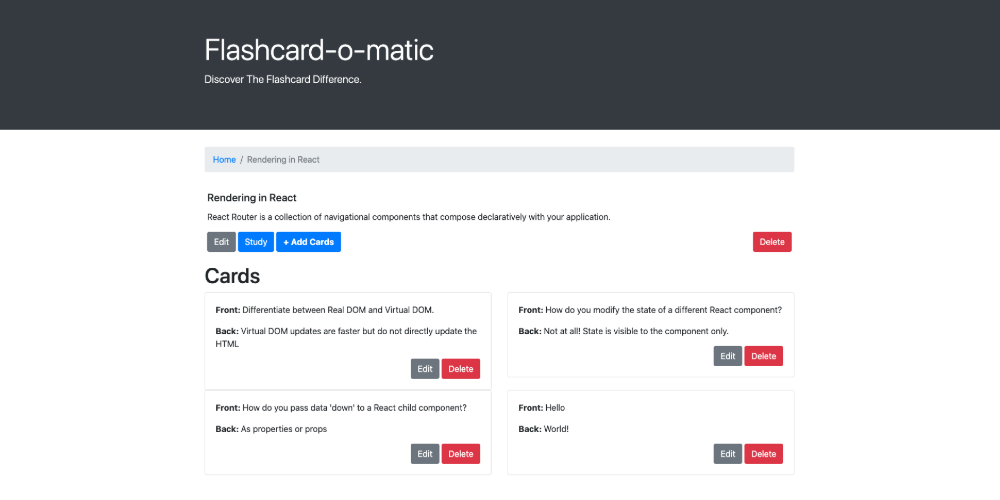 Flashcard-o-matic
Discover The Flashcard Difference.
Home / Rendering in React
Rendering in React
React Router is a collection of navigational components that compose declaratively with your application.
Edit Study + Add Cards Delete
Cards
Front: Differentiate between Real DOM and Virtual DOM.
Back: Virtual DOM updates are faster but do not directly update the
HTML
Edit Delete
Front: How do you modify the state of a different React component?
Back: Not at all! State is visible to the component only.
Edit Delete
Front: How do you pass data 'down' to a React child component?
Back: As properties or props
Edit Delete
Front: Hello
Back: World!
Edit Delete